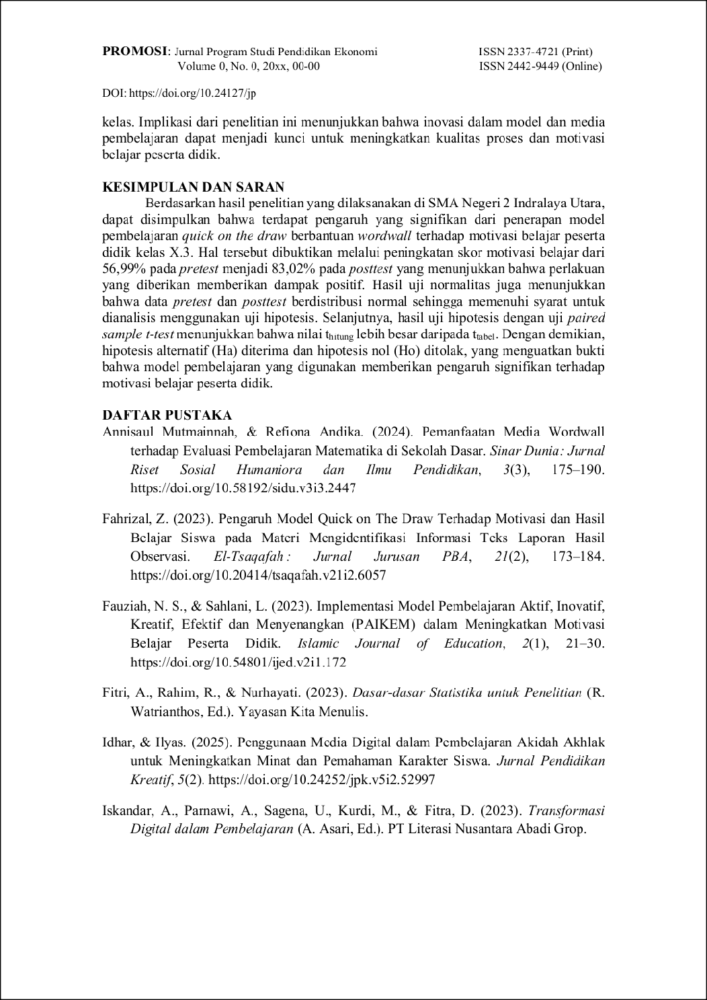 PROMOSI: Jurnal Program Studi Pendidikan Ekonomi ISSN 2337-4721 (Print)
Volume 0, No. 0, 20xx, 00-00 ISSN 2442-9449 (Online)
DOI: https://doi.org/10.24127/jp
kelas. Implikasi dari penelitian ini menunjukkan bahwa inovasi dalam model dan media
pembelajaran dapat menjadi kunci untuk meningkatkan kualitas proses dan motivasi
belajar peserta didik.
KESIMPULAN DAN SARAN
Berdasarkan hasil penelitian yang dilaksanakan di SMA Negeri 2 Indralaya Utara,
dapat disimpulkan bahwa terdapat pengaruh yang signifikan dari penerapan model
pembelajaran quick on the draw berbantuan wordwall terhadap motivasi belajar peserta
didik kelas X.3. Hal tersebut dibuktikan melalui peningkatan skor motivasi belajar dari
56,99% pada pretest menjadi 83,02% pada posttest yang menunjukkan bahwa perlakuan
yang diberikan memberikan dampak positif. Hasil uji normalitas juga menunjukkan
bahwa data pretest dan posttest berdistribusi normal sehingga memenuhi syarat untuk
dianalisis menggunakan uji hipotesis. Selanjutnya, hasil uji hipotesis dengan uji paired
sample t-test menunjukkan bahwa nilai thitung lebih besar daripada ttabel. Dengan demikian,
hipotesis alternatif (Ha) diterima dan hipotesis nol (Ho) ditolak, yang menguatkan bukti
bahwa model pembelajaran yang digunakan memberikan pengaruh signifikan terhadap
motivasi belajar peserta didik.
DAFTAR PUSTAKA
Annisaul Mutmainnah, & Refiona Andika. (2024). Pemanfaatan Media Wordwall
terhadap Evaluasi Pembelajaran Matematika di Sekolah Dasar. Sinar Dunia: Jurnal
Riset Sosial Humaniora dan Ilmu Pendidikan, 3(3), 175–190.
https://doi.org/10.58192/sidu.v3i3.2447
Fahrizal, Z. (2023). Pengaruh Model Quick on The Draw Terhadap Motivasi dan Hasil
Belajar Siswa pada Materi Mengidentifikasi Informasi Teks Laporan Hasil
Observasi. El-Tsaqafah : Jurnal Jurusan PBA, 21(2), 173–184.
https://doi.org/10.20414/tsaqafah.v21i2.6057
Fauziah, N. S., & Sahlani, L. (2023). Implementasi Model Pembelajaran Aktif, Inovatif,
Kreatif, Efektif dan Menyenangkan (PAIKEM) dalam Meningkatkan Motivasi
Belajar Peserta Didik. Islamic Journal of Education, 2(1), 21–30.
https://doi.org/10.54801/ijed.v2i1.172
Fitri, A., Rahim, R., & Nurhayati. (2023). Dasar-dasar Statistika untuk Penelitian (R.
Watrianthos, Ed.). Yayasan Kita Menulis.
Idhar, & Ilyas. (2025). Penggunaan Media Digital dalam Pembelajaran Akidah Akhlak
untuk Meningkatkan Minat dan Pemahaman Karakter Siswa. Jurnal Pendidikan
Kreatif, 5(2). https://doi.org/10.24252/jpk.v5i2.52997
Iskandar, A., Parnawi, A., Sagena, U., Kurdi, M., & Fitra, D. (2023). Transformasi
Digital dalam Pembelajaran (A. Asari, Ed.). PT Literasi Nusantara Abadi Grop.